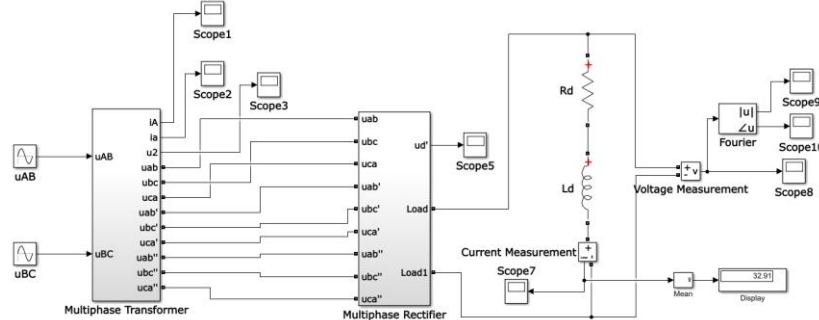 Scope1
Scope2
Scope3
iA
ia
u2
uab
ubc
uca
uab'
ubc'
uca'
uab''
ubc''
uca''
uAB
uBC
uAB
uBC
Multiphase Transformer
uab
ubc
uca
uab'
ubc'
uca'
uab''
ubc''
uca''
ud'
Load
Load1
Multiphase Rectifier
Scope5
Rd
Ld
+
+
Current Measurement
+
-
i
Scope7
+
-
v
Voltage Measurement
|u|
∠u
Fourier
Scope9
Scope10
Scope8
Mean
32.91
Display